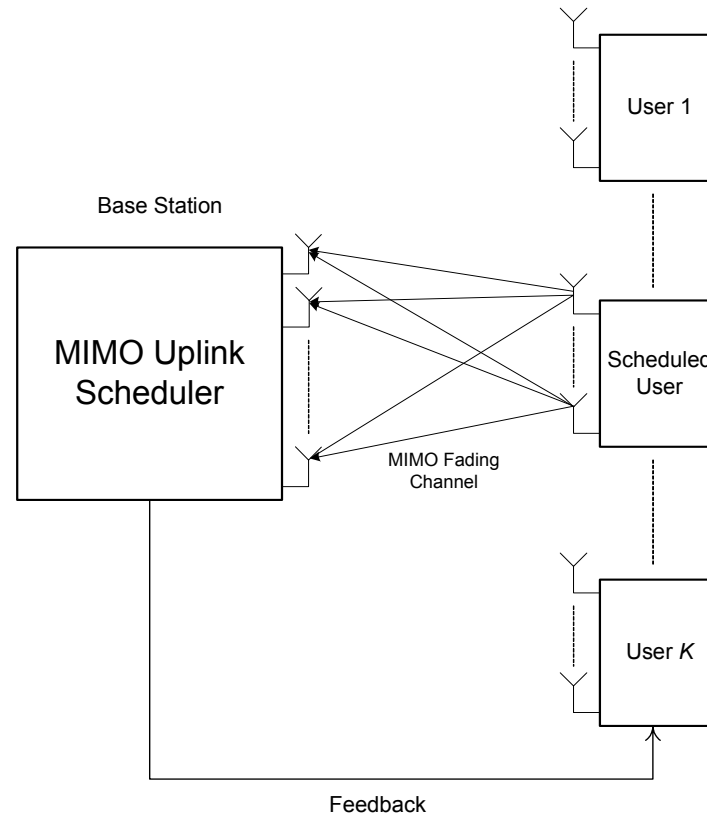 User 1
Base Station
MIMO Uplink
Scheduler
Scheduled
User
MIMO Fading
Channel
User K
Feedback